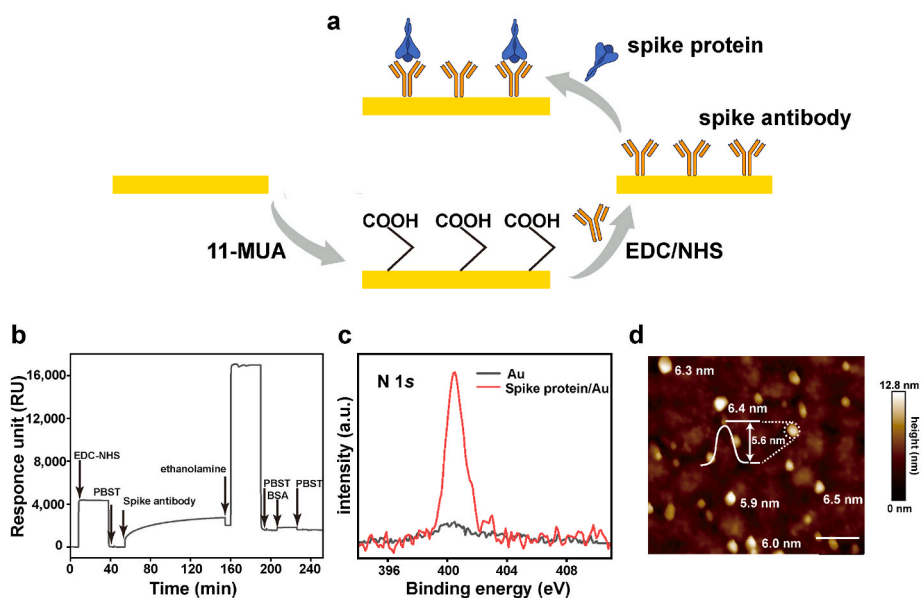 a
spike protein
spike antibody
COOH COOH COOH
11-MUA
EDC/NHS
b
Responce unit (RU)
16,000
12,000
8,000
4,000
0
EDC-NHS
PBST
Spike antibody
ethanolamine
PBST PBST
BSA
0 40 80 120 160 200 240
Time (min)
c
N 1s
Au
Spike protein/Au
intensity (a.u.)
396 400 404 408
Binding energy (eV)
d
6.3 nm
6.4 nm
5.6 nm
5.9 nm
6.5 nm
6.0 nm
12.8 nm
height (nm)
0 nm